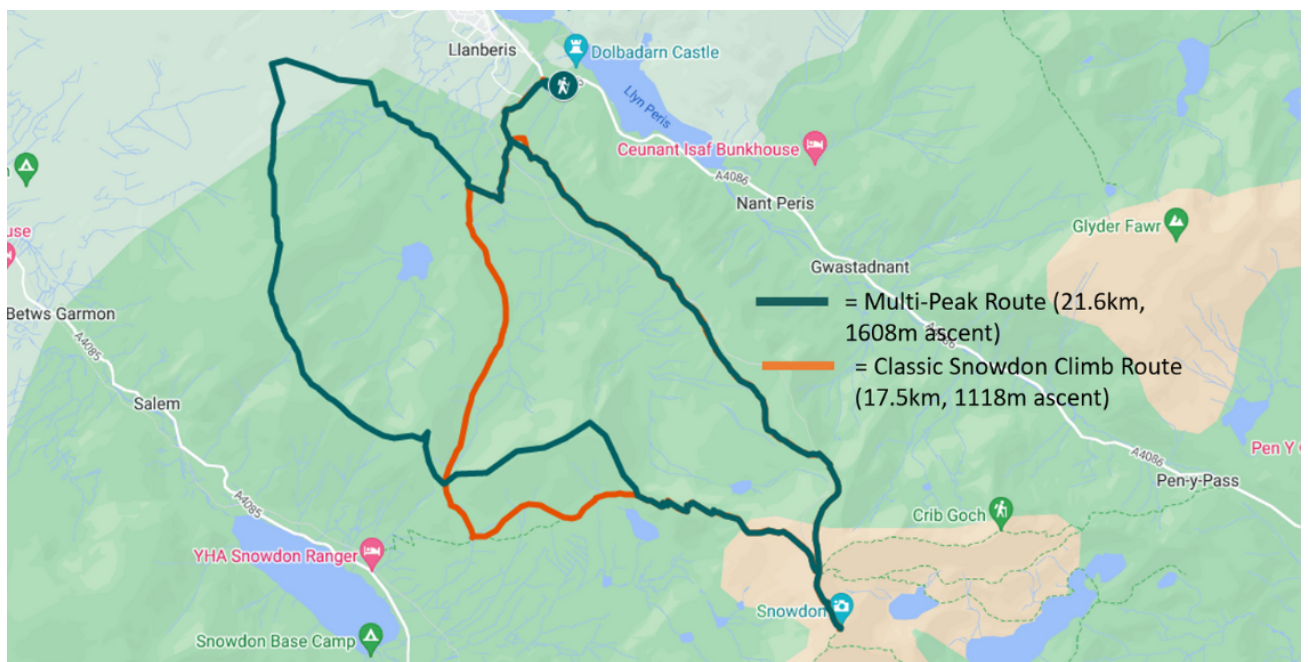 Llanberis
Dolbadarn Castle
Llyn Peris
Ceunant Isaf Bunkhouse
A4086
Nant Peris
Glyder Fawr
use
Gwastadnant
Betws Garmon
= Multi-Peak Route (21.6km,
1608m ascent)
A4086
A4085
= Classic Snowdon Climb Route
(17.5km, 1118m ascent)
Salem
Pen Y
A4086
Pen-y-Pass
A4085
Crib Goch
YHA Snowdon Ranger
Snowdon
Snowdon Base Camp